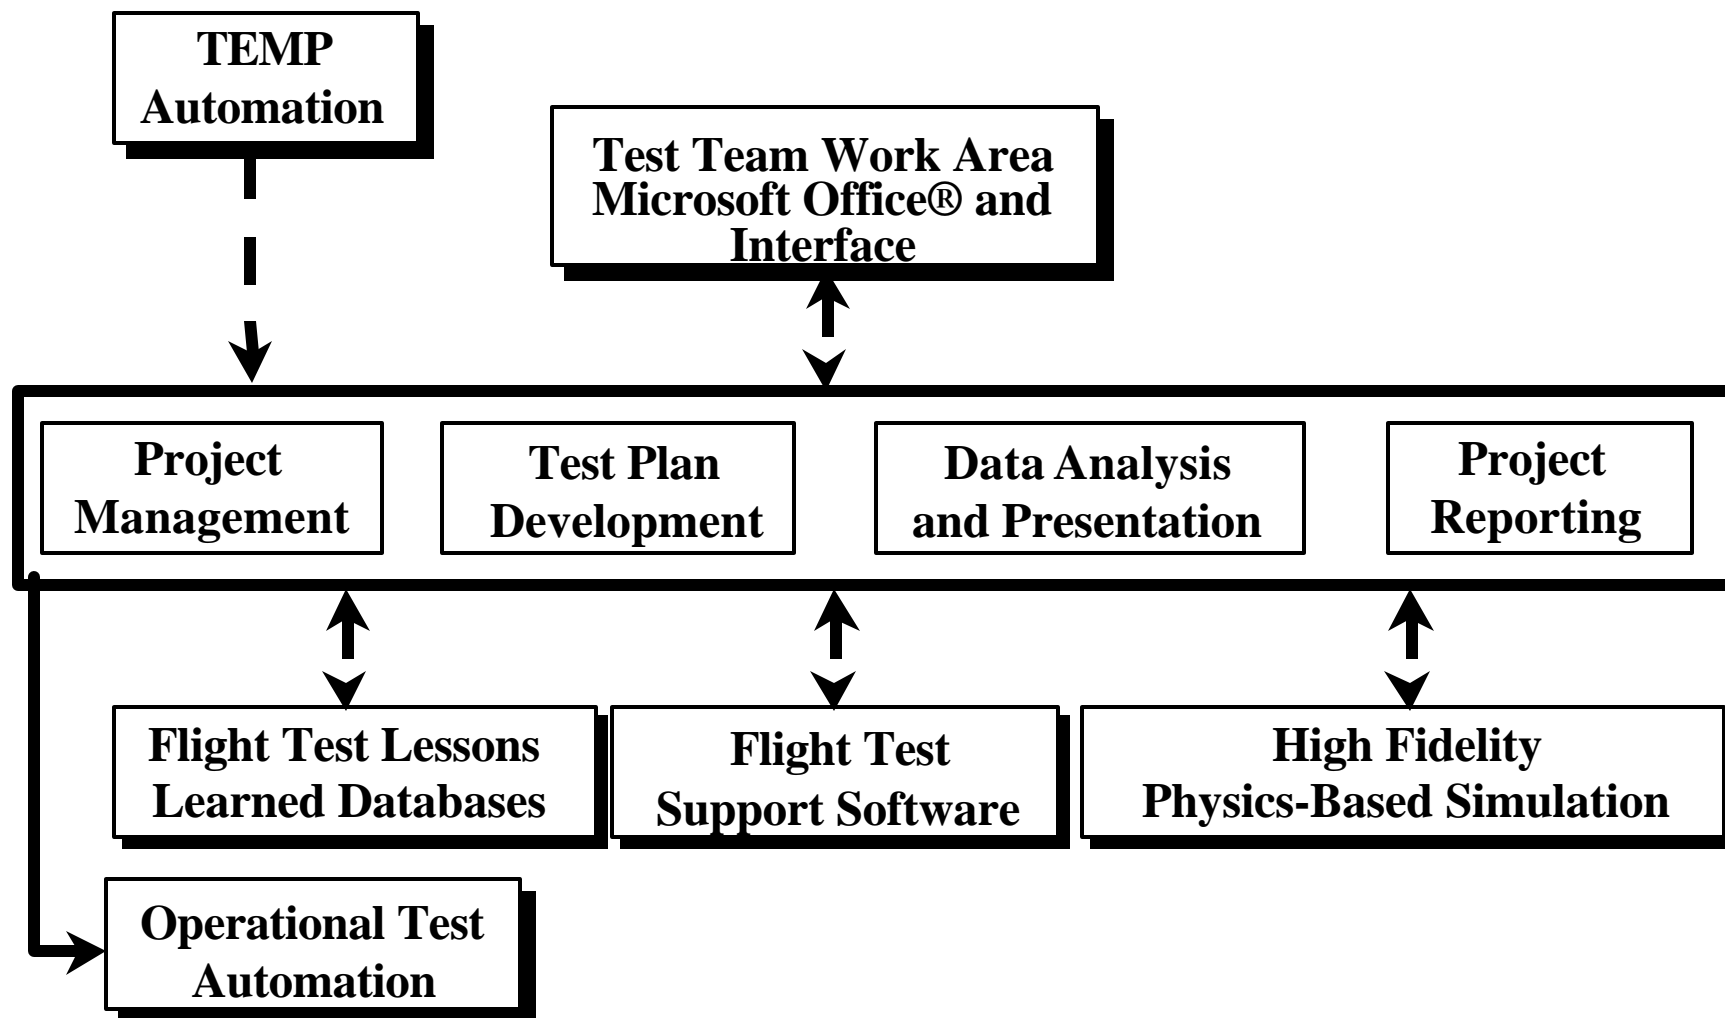 TEMP
Automation
Test Team Work Area
Microsoft Office® and
Interface
Project
Management
Test Plan
Development
Data Analysis
and Presentation
Project
Reporting
Flight Test Lessons
Learned Databases
Flight Test
Support Software
High Fidelity
Physics-Based Simulation
Operational Test
Automation